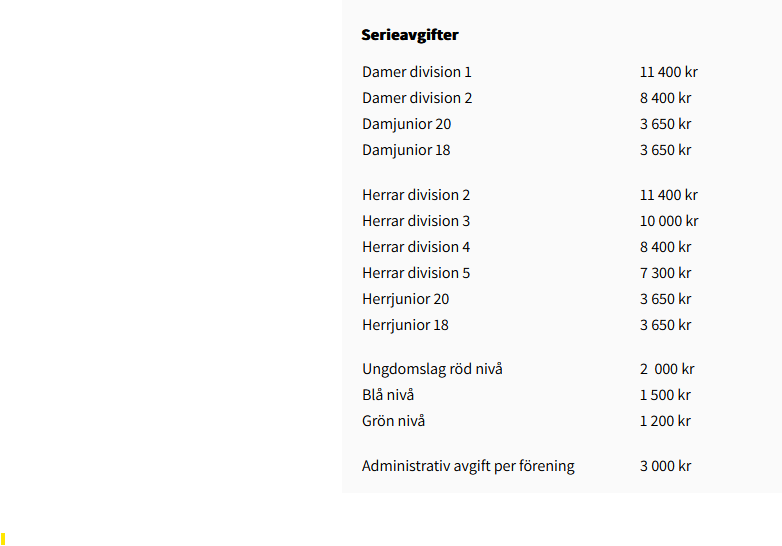 Serieavgifter
Damer division 1 11 400 kr
Damer division 2 8 400 kr
Damjunior 20 3 650 kr
Damjunior 18 3 650 kr
Herrar division 2 11 400 kr
Herrar division 3 10 000 kr
Herrar division 4 8 400 kr
Herrar division 5 7 300 kr
Herrjunior 20 3 650 kr
Herrjunior 18 3 650 kr
Ungdomslag röd nivå 2  000 kr
Blå nivå 1 500 kr
Grön nivå 1 200 kr
Administrativ avgift per förening 3 000 kr